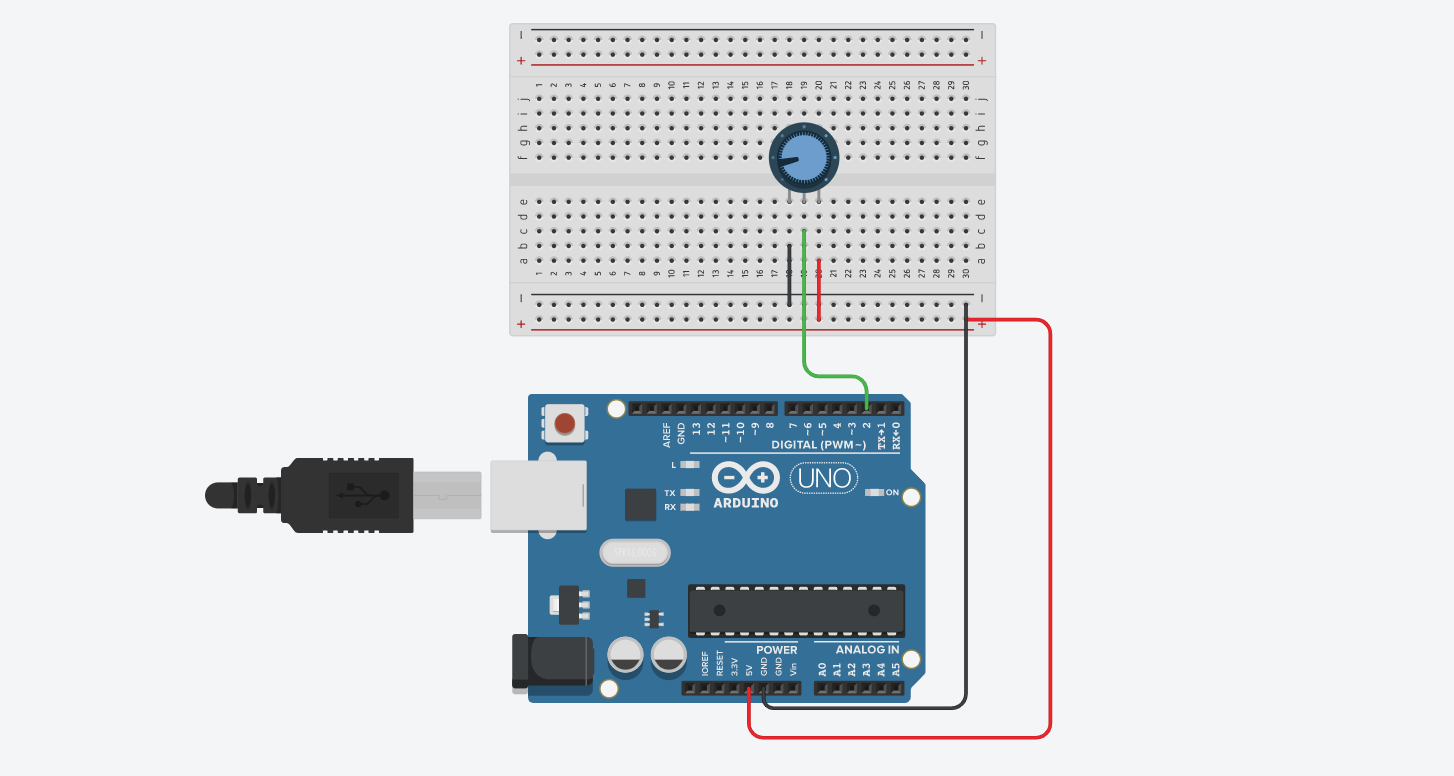 − −
+ +
1 2 3 4 5 6 7 8 9 10 11 12 13 14 15 16 17 18 19 20 21 22 23 24 25 26 27 28 29 30
j j
i i
h h
g g
f f
e e
d d
c c
b b
a a
1 2 3 4 5 6 7 8 9 10 11 12 13 14 15 16 17 18 19 20 21 22 23 24 25 26 27 28 29 30
− −
+ +
AREF GND 13 12 ~11 ~10 ~9 8 7 ~6 ~5 4 ~3 2 TX→1 RX←0
DIGITAL (PWM~)
L
TX
RX
ARDUINO
UNO
ON
POWER ANALOG IN
IOREF RESET 3.3V 5V GND GND Vin A0 A1 A2 A3 A4 A5